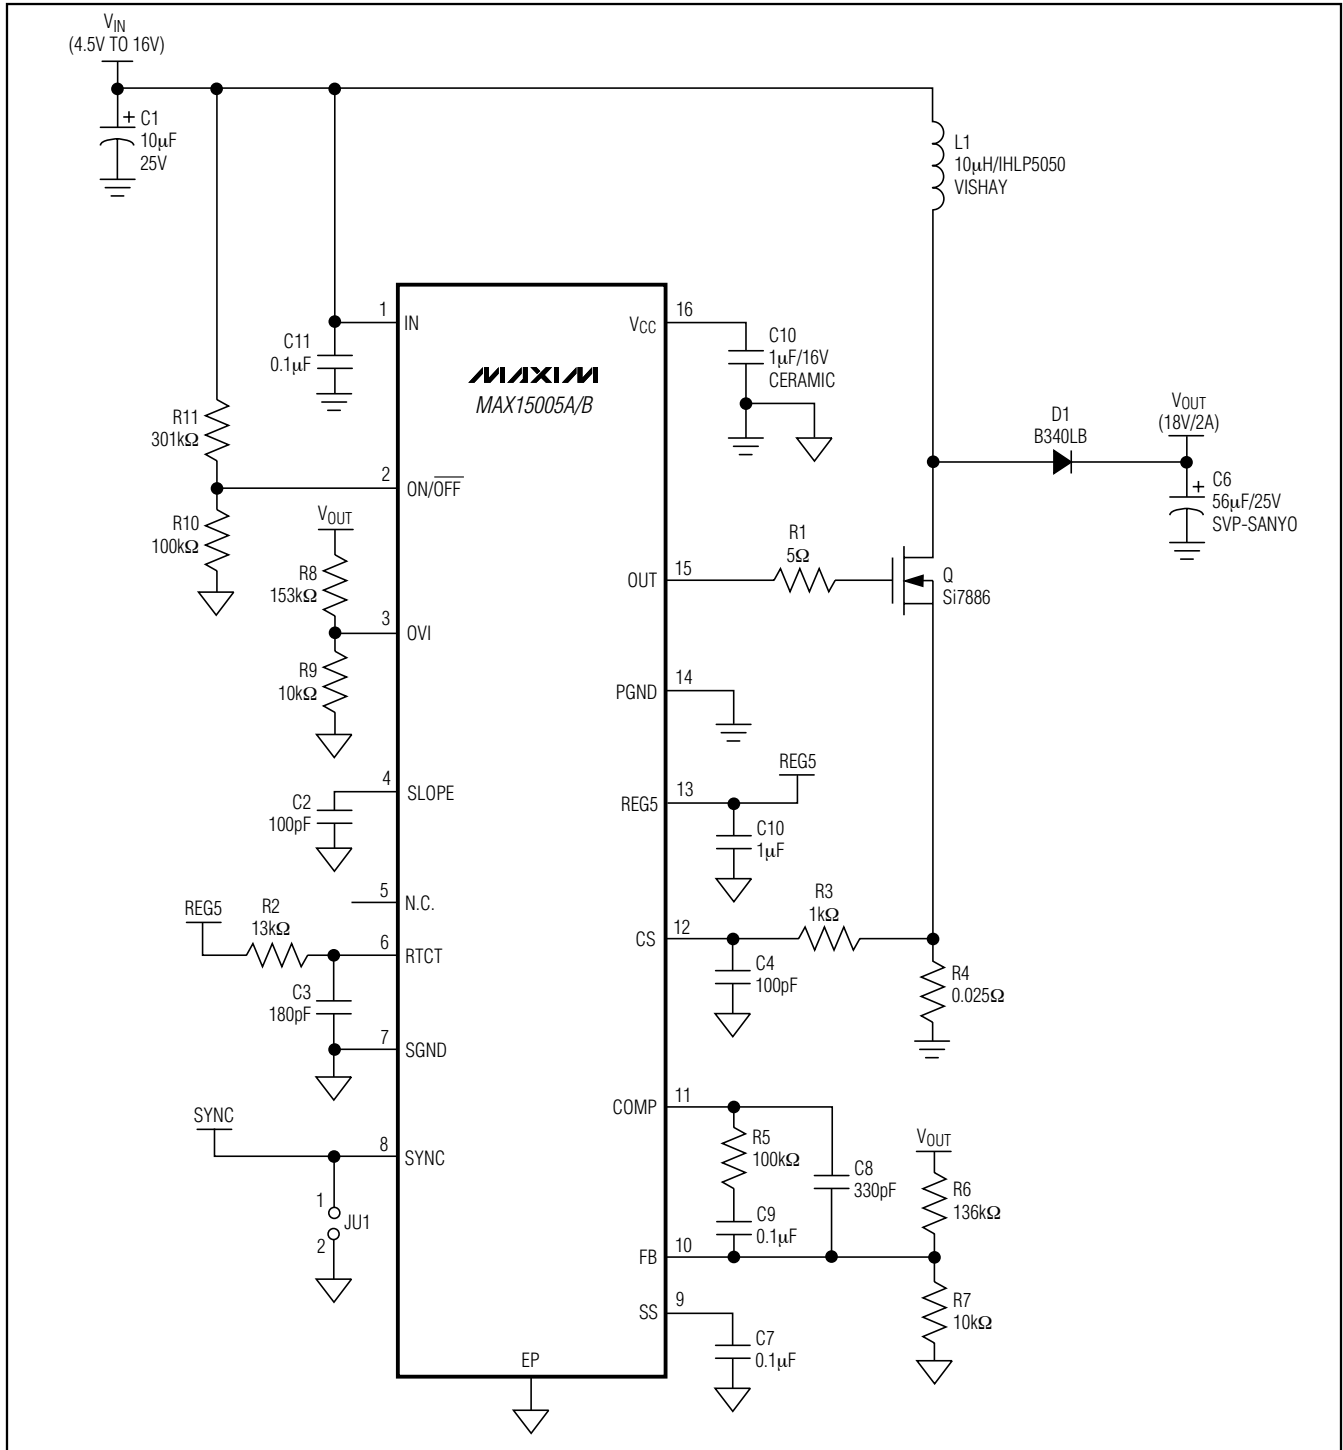 VIN
(4.5V TO 16V)
+ C1
10µF
25V
L1
10µH/IHLP5050
VISHAY
1
IN
C11
0.1µF
MAXIM
MAX15005A/B
VCC
16
C10
1µF/16V
CERAMIC
R11
301kΩ
2
ON/OFF
R10
100kΩ
D1
B340LB
VOUT
(18V/2A)
+ C6
56µF/25V
SVP-SANYO
VOUT
R8
153kΩ
3
OVI
R9
10kΩ
OUT
15
R1
5Ω
Q
Si7886
PGND
14
4
SLOPE
C2
100pF
REG5
13
REG5
C10
1µF
5
N.C.
REG5
R2
13kΩ
6
RTCT
C3
180pF
7
SGND
CS
12
R3
1kΩ
C4
100pF
R4
0.025Ω
SYNC
8
SYNC
1
2
JU1
COMP
11
R5
100kΩ
C8
330pF
C9
0.1µF
VOUT
R6
136kΩ
FB
10
R7
10kΩ
SS
9
C7
0.1µF
EP